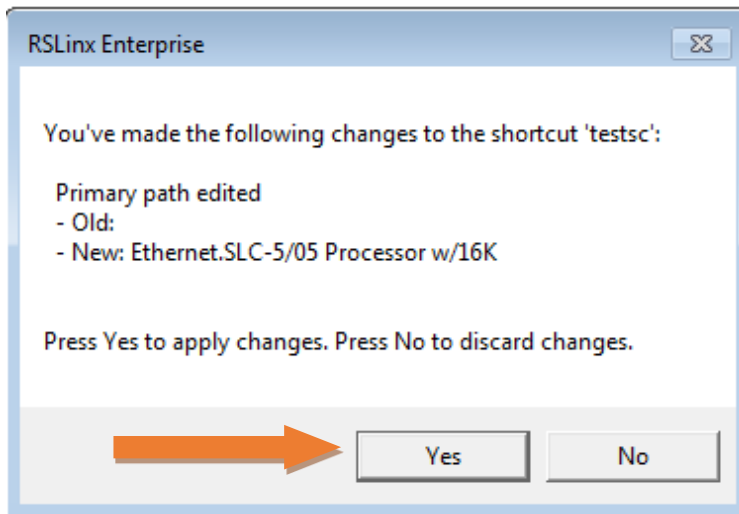 RSLinx Enterprise
You've made the following changes to the shortcut 'testsc':
Primary path edited
- Old:
- New: Ethernet.SLC-5/05 Processor w/16K
Press Yes to apply changes. Press No to discard changes.
Yes
No